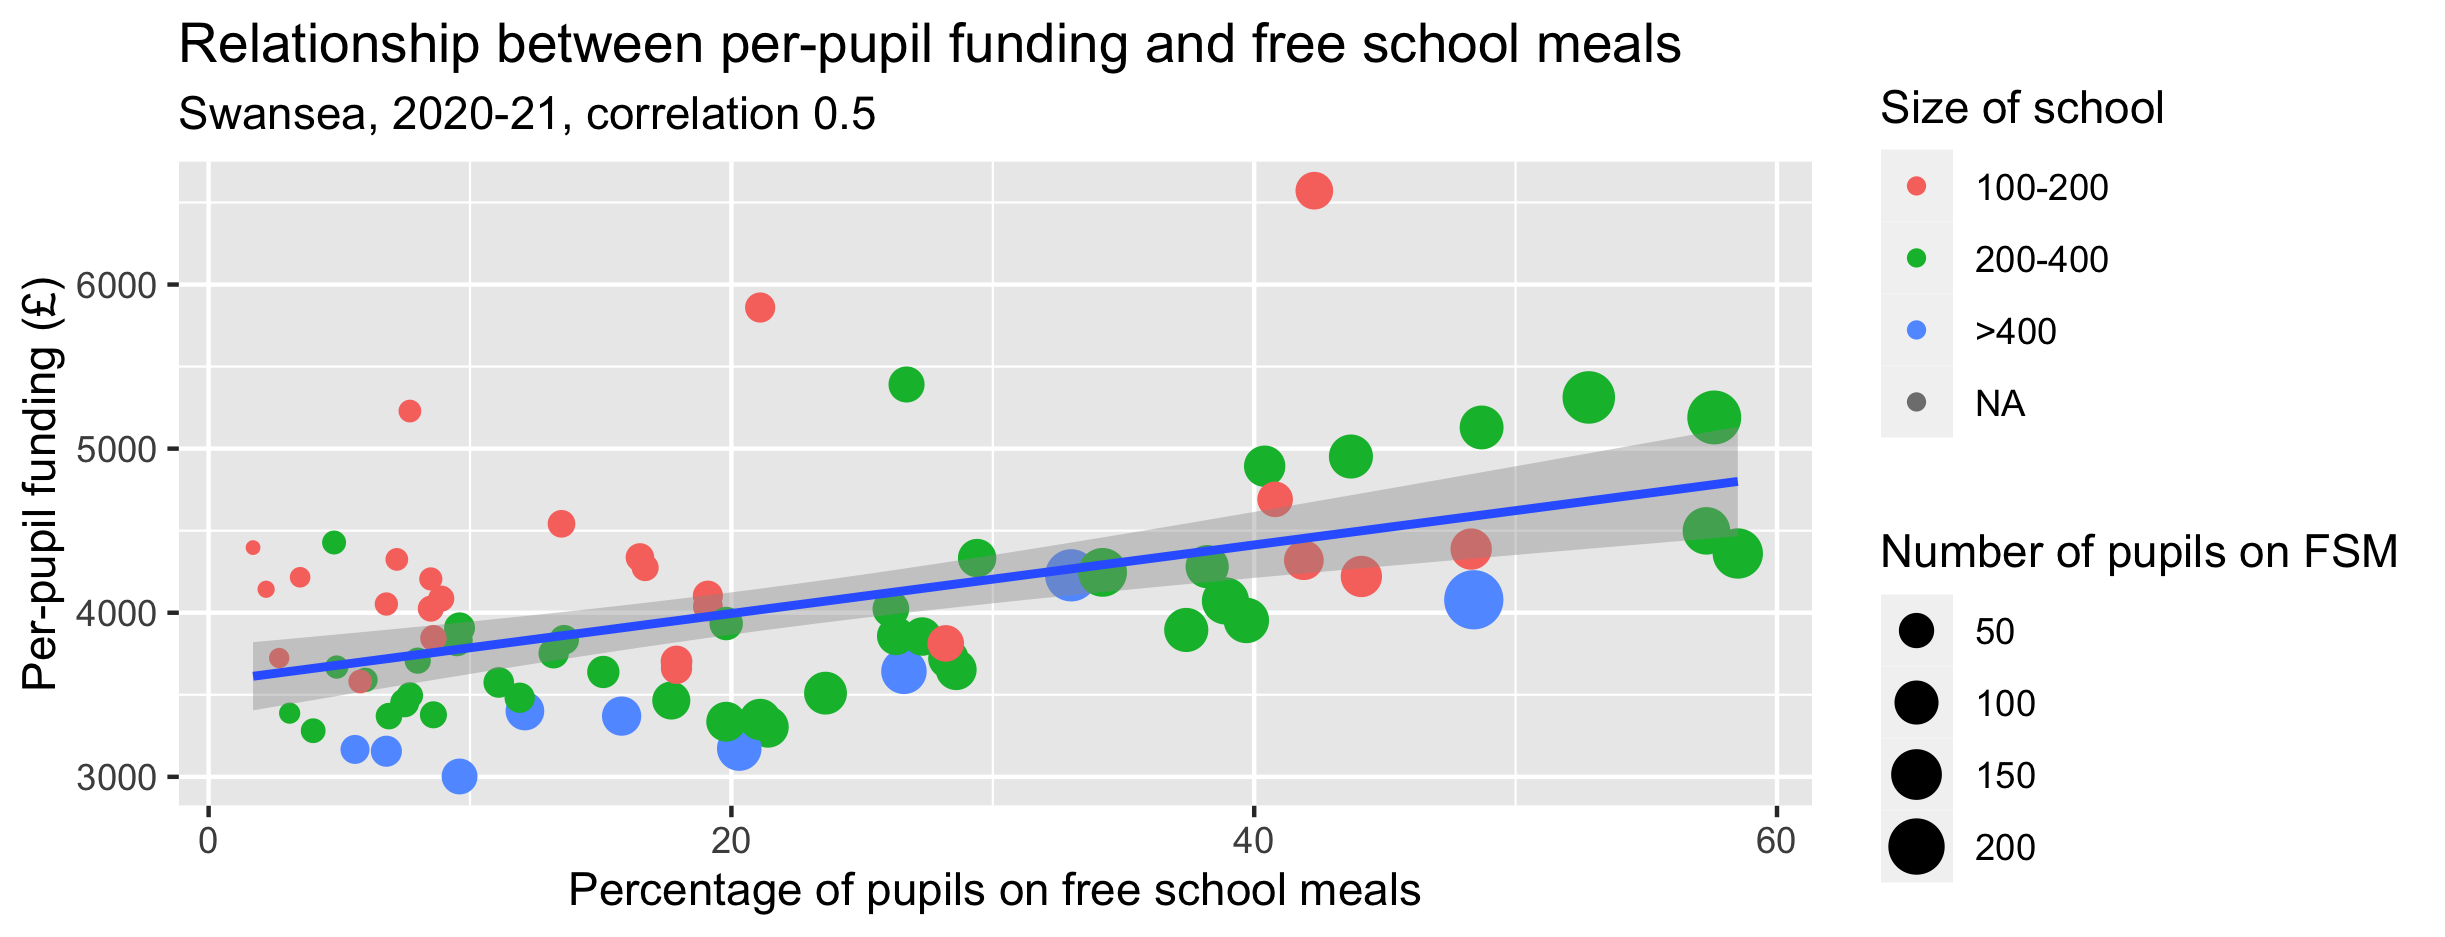 Relationship between per-pupil funding and free school meals
Swansea, 2020-21, correlation 0.5
Per-pupil funding (£)
6000
5000
4000
3000
0
20
40
60
Percentage of pupils on free school meals
Size of school
100-200
200-400
>400
NA
Number of pupils on FSM
50
100
150
200